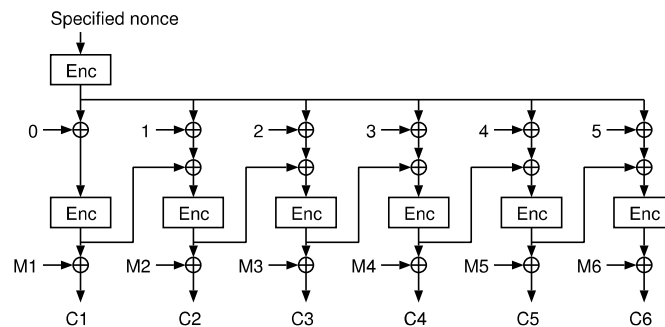 Specified nonce
Enc
0 1 2 3 4 5
Enc Enc Enc Enc Enc Enc
M1 M2 M3 M4 M5 M6
C1 C2 C3 C4 C5 C6